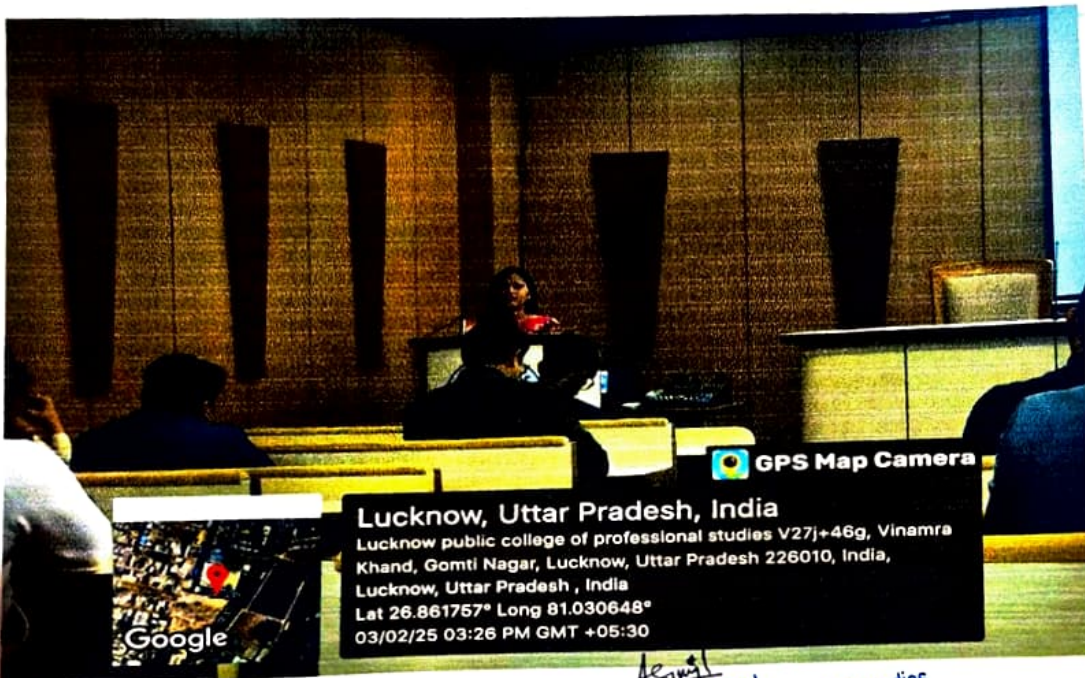 GPS Map Camera
Lucknow, Uttar Pradesh, India
Lucknow public college of professional studies V27j+46g, Vinamra
Khand, Gomti Nagar, Lucknow, Uttar Pradesh 226010, India,
Lucknow, Uttar Pradesh , India
Lat 26.861757° Long 81.030648°
03/02/25 03:26 PM GMT +05:30
Google